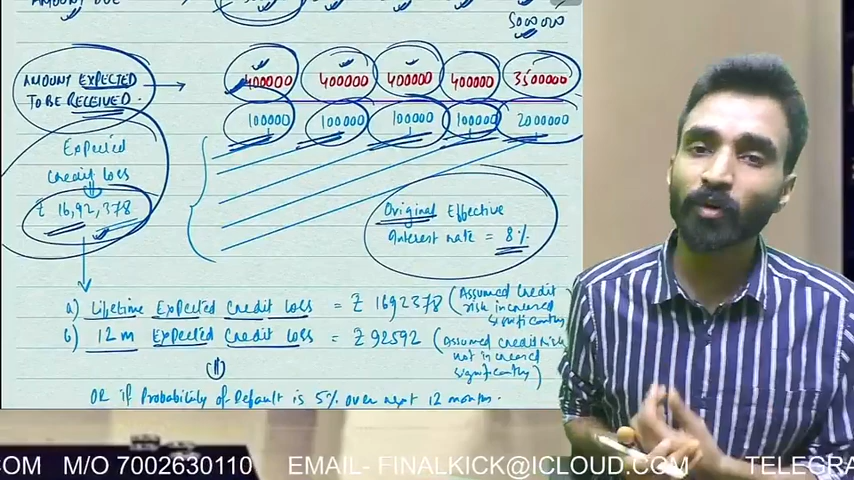 AMOUNT DUE
5000000
AMOUNT EXPECTED
TO BE RECEIVED.
400000 400000 400000 400000 3500000
100000 100000 100000 100000 2000000
Expected
Credit loss
₹ 16,92,378
Original Effective
Interest rate = 8%
a) Lifetime Expected Credit loss = ₹ 1692378 (Assumed Credit
risk increased
significantly)
b) 12m Expected Credit loss = ₹ 92592 (Assumed credit risk
not increased
significantly)
OR if Probability of Default is 5% over next 12 months.
COM M/O 7002630110 EMAIL- FINALKICK@ICLOUD.COM TELEGRA